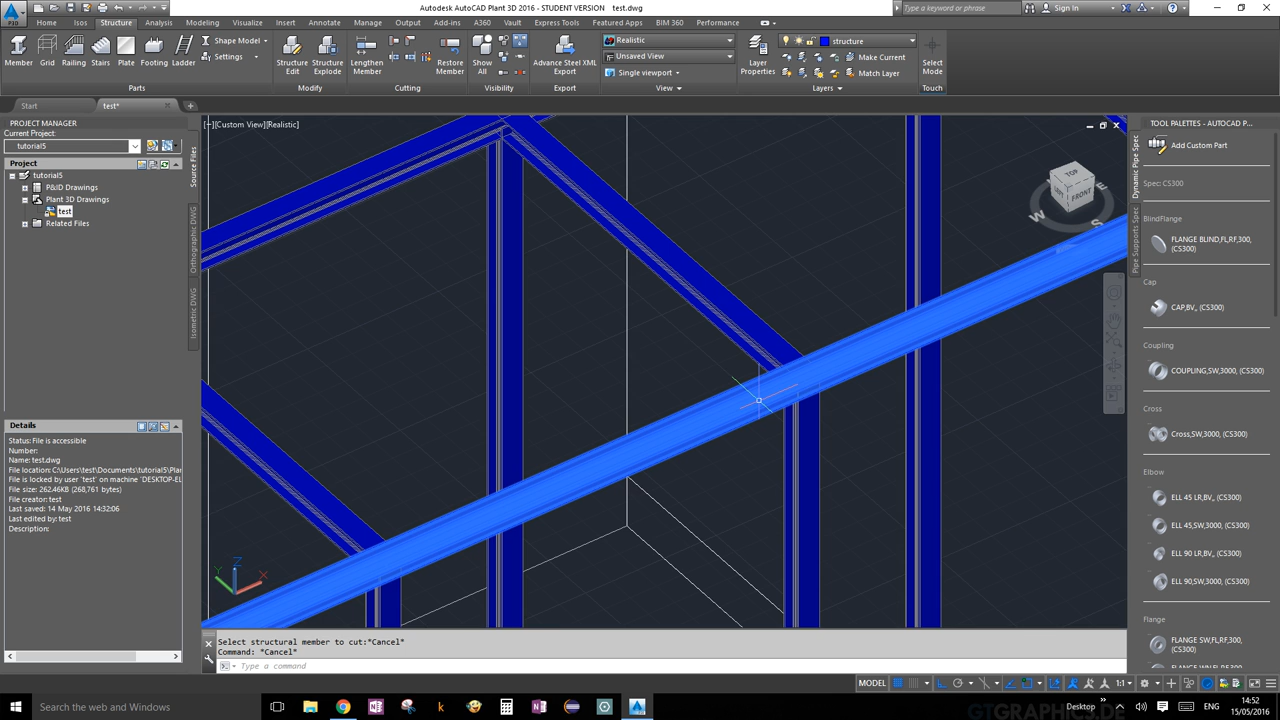 Autodesk AutoCAD Plant 3D 2016 - STUDENT VERSION test.dwg
Type a keyword or phrase
Sign In
P3D
Home Isos Structure Analysis Modeling Visualize Insert Annotate Manage Output Add-ins A360 Vault Express Tools Featured Apps BIM 360 Performance
Member Grid Railing Stairs Plate Footing Ladder
Shape Model
Settings
Parts
Structure Edit
Structure Explode
Modify
Lengthen Member
Restore Member
Cutting
Show All
Visibility
Advance Steel XML Export
Export
Realistic
Unsaved View
Single viewport
View
Layer Properties
structure
Make Current
Match Layer
Layers
Select Mode
Touch
Start
test*
PROJECT MANAGER
Current Project:
tutorial5
Project
tutorial5
P&ID Drawings
Plant 3D Drawings
test
Related Files
Source Files
Orthographic DWG
Isometric DWG
Details
Status: File is accessible
Number:
Name: test.dwg
File location: C:\Users\test\Documents\tutorial5\Plan
File is locked by user 'test' on machine 'DESKTOP-EL
File size: 262.46KB (268,761 bytes)
File creator: test
Last saved: 14 May 2016 14:32:06
Last edited by: test
Description:
[−][Custom View][Realistic]
TOP
LEFT
FRONT
W
S
E
Z
Y
X
Select structural member to cut:*Cancel*
Command: *Cancel*
Type a command
TOOL PALETTES - AUTOCAD P...
Dynamic Pipe Spec
Pipe Supports Spec
Add Custom Part
Spec: CS300
BlindFlange
FLANGE BLIND,FL,RF,300, (CS300)
Cap
CAP,BV,, (CS300)
Coupling
COUPLING,SW,3000, (CS300)
Cross
Cross,SW,3000, (CS300)
Elbow
ELL 45 LR,BV,, (CS300)
ELL 45,SW,3000, (CS300)
ELL 90 LR,BV,, (CS300)
ELL 90,SW,3000, (CS300)
Flange
FLANGE SW,FL,RF,300, (CS300)
FLANGE WN,FL,RF,300,
MODEL
1:1
Search the web and Windows
Desktop
ENG
14:52
15/05/2016
GTGRAPHICS.DE